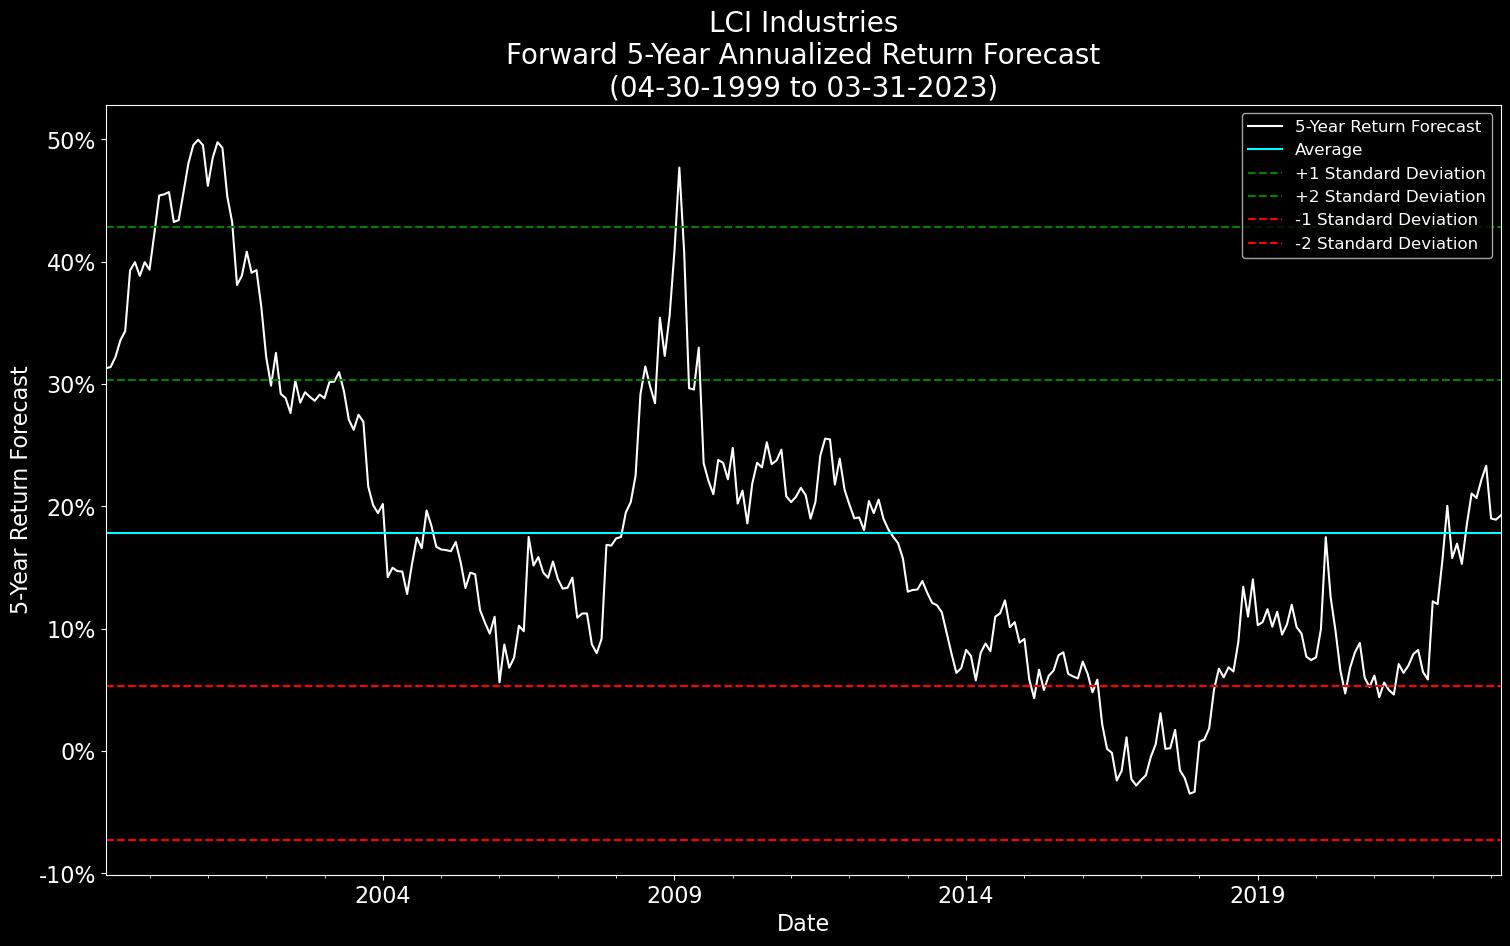 LCI Industries
Forward 5-Year Annualized Return Forecast
(04-30-1999 to 03-31-2023)
5-Year Return Forecast
Average
+1 Standard Deviation
+2 Standard Deviation
-1 Standard Deviation
-2 Standard Deviation
50%
40%
30%
20%
10%
0%
-10%
5-Year Return Forecast
2004
2009
2014
2019
Date